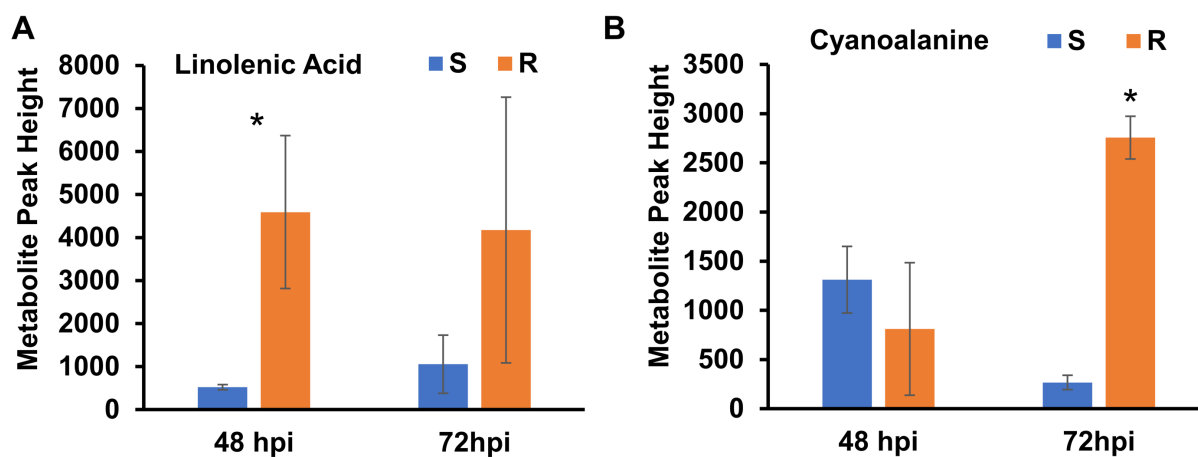 A
Linolenic Acid S R
Metabolite Peak Height
8000
7000
6000
5000
4000
3000
2000
1000
0
*
48 hpi 72hpi
B
Cyanoalanine S R
Metabolite Peak Height
3500
3000
2500
2000
1500
1000
500
0
*
48 hpi 72hpi